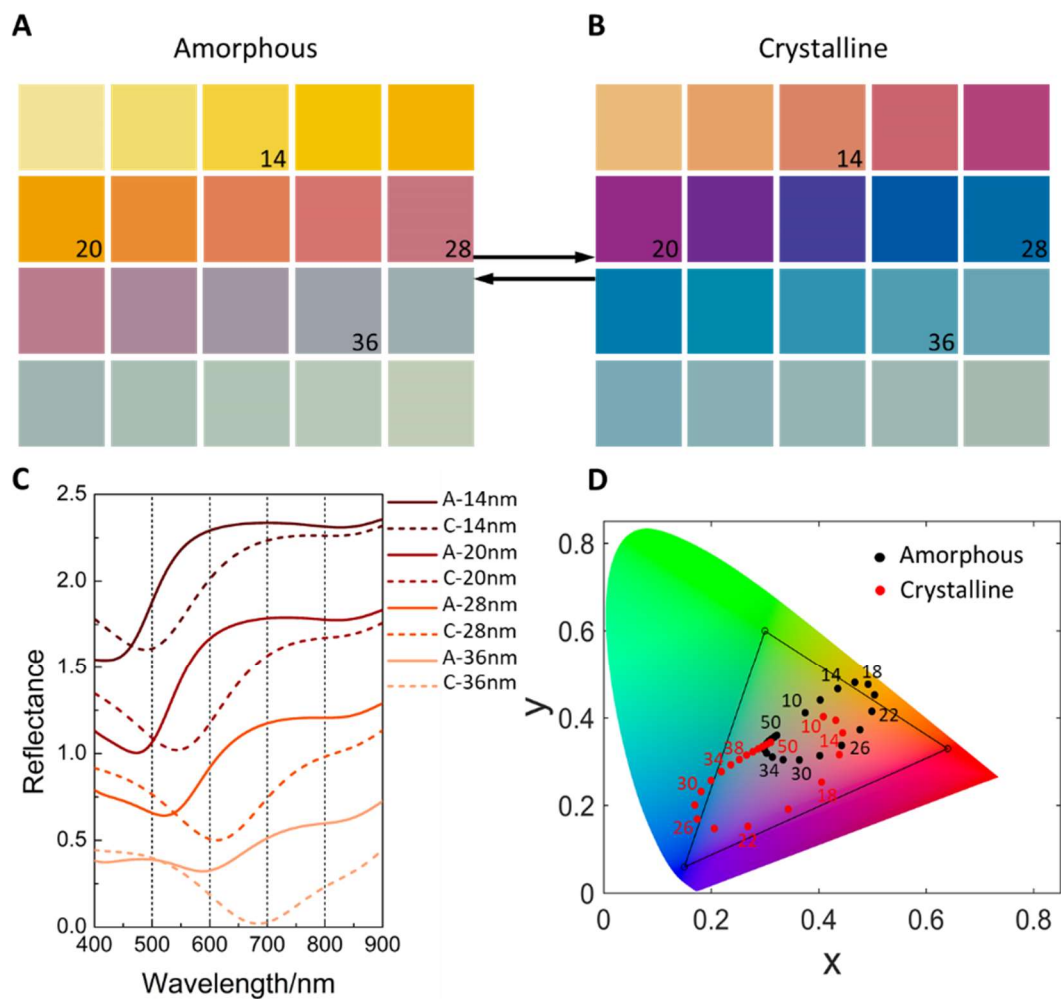 A
Amorphous
14
20
28
36
B
Crystalline
14
20
28
36
C
2.5
2.0
1.5
1.0
0.5
0.0
Reflectance
400 500 600 700 800 900
Wavelength/nm
A-14nm
C-14nm
A-20nm
C-20nm
A-28nm
C-28nm
A-36nm
C-36nm
D
0.8
0.6
0.4
0.2
0
y
Amorphous
Crystalline
14 18
10
22
50
26
34 30
10
14
38 50
34
30
18
26 22
0 0.2 0.4 0.6 0.8
x